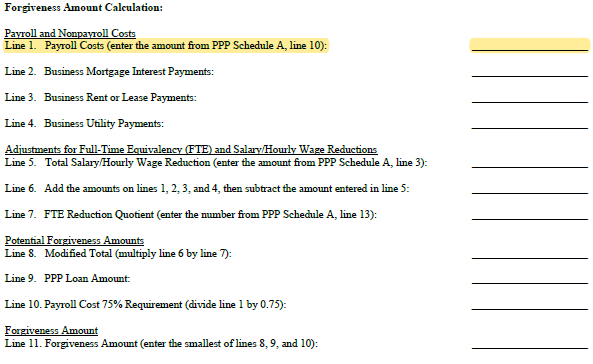 Forgiveness Amount Calculation:
Payroll and Nonpayroll Costs
Line 1. Payroll Costs (enter the amount from PPP Schedule A, line 10):
Line 2. Business Mortgage Interest Payments:
Line 3. Business Rent or Lease Payments:
Line 4. Business Utility Payments:
Adjustments for Full-Time Equivalency (FTE) and Salary/Hourly Wage Reductions
Line 5. Total Salary/Hourly Wage Reduction (enter the amount from PPP Schedule A, line 3):
Line 6. Add the amounts on lines 1, 2, 3, and 4, then subtract the amount entered in line 5:
Line 7. FTE Reduction Quotient (enter the number from PPP Schedule A, line 13):
Potential Forgiveness Amounts
Line 8. Modified Total (multiply line 6 by line 7):
Line 9. PPP Loan Amount:
Line 10. Payroll Cost 75% Requirement (divide line 1 by 0.75):
Forgiveness Amount
Line 11. Forgiveness Amount (enter the smallest of lines 8, 9, and 10):